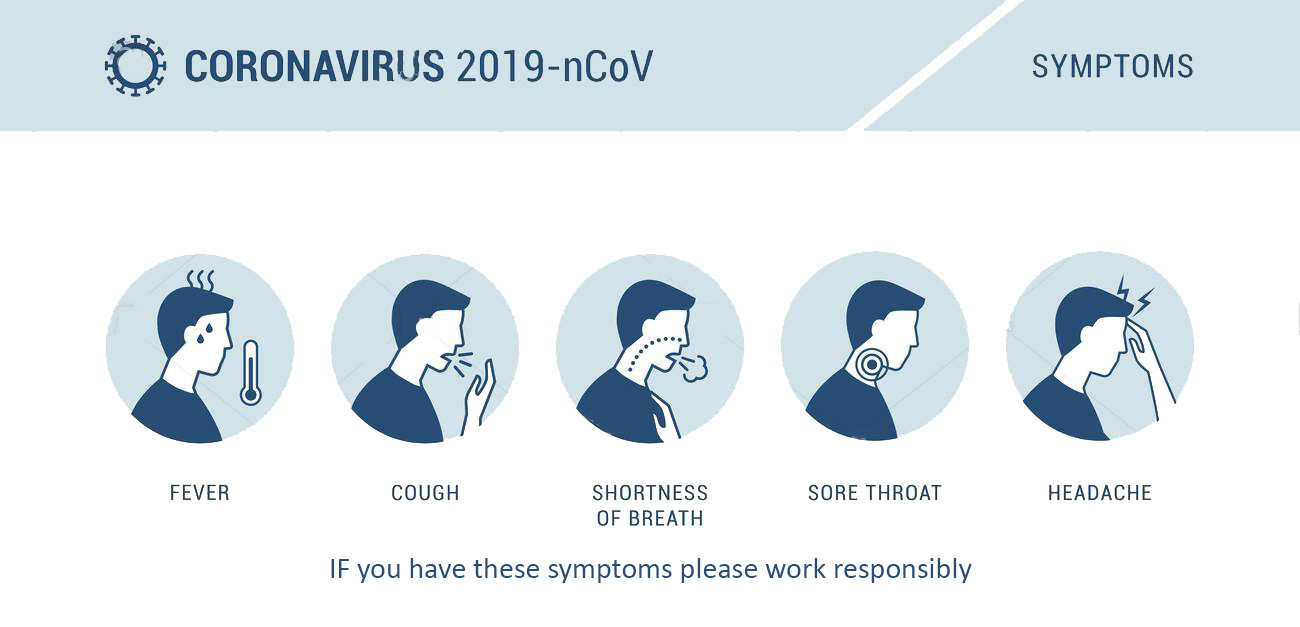 CORONAVIRUS 2019-nCoV
SYMPTOMS
FEVER
COUGH
SHORTNESS
OF BREATH
SORE THROAT
HEADACHE
IF you have these symptoms please work responsibly